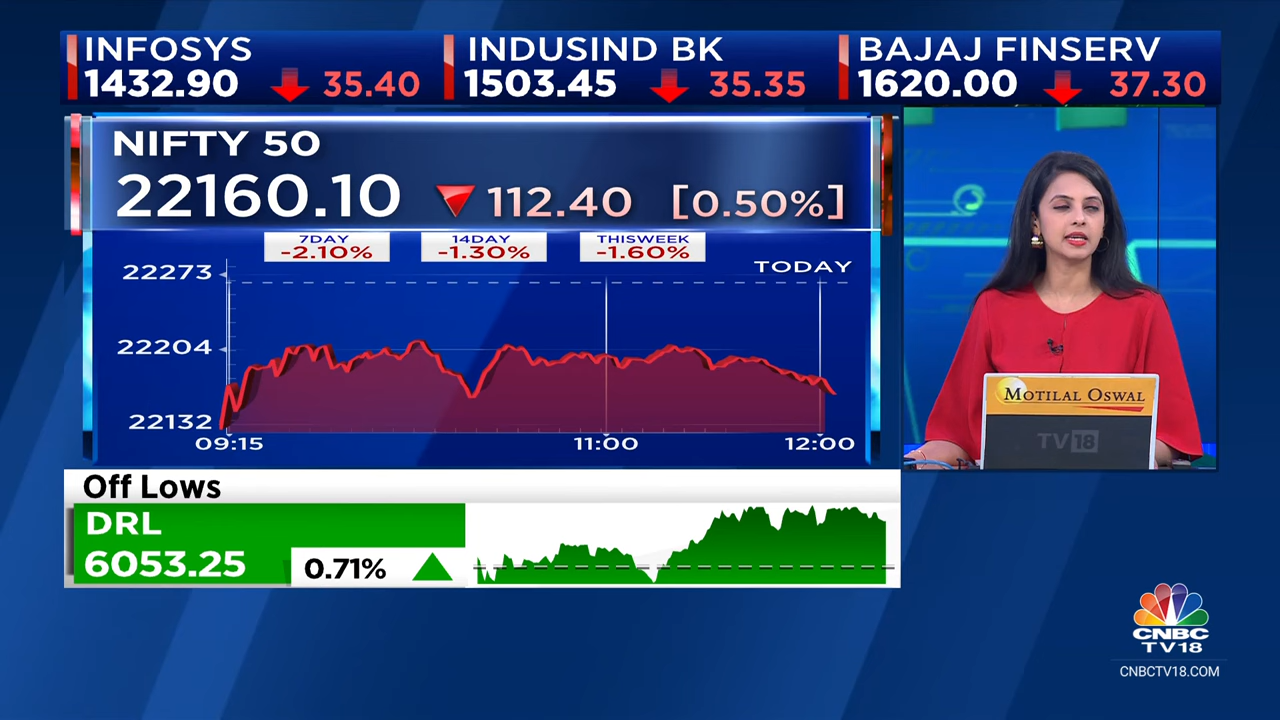 INFOSYS
1432.90 35.40
INDUSIND BK
1503.45 35.35
BAJAJ FINSERV
1620.00 37.30
NIFTY 50
22160.10 112.40 [0.50%]
7DAY
-2.10%
14DAY
-1.30%
THISWEEK
-1.60%
TODAY
22273
22204
22132
09:15 11:00 12:00
MOTILAL OSWAL
TV18
Off Lows
DRL
6053.25 0.71%
CNBC
TV18
CNBCTV18.COM